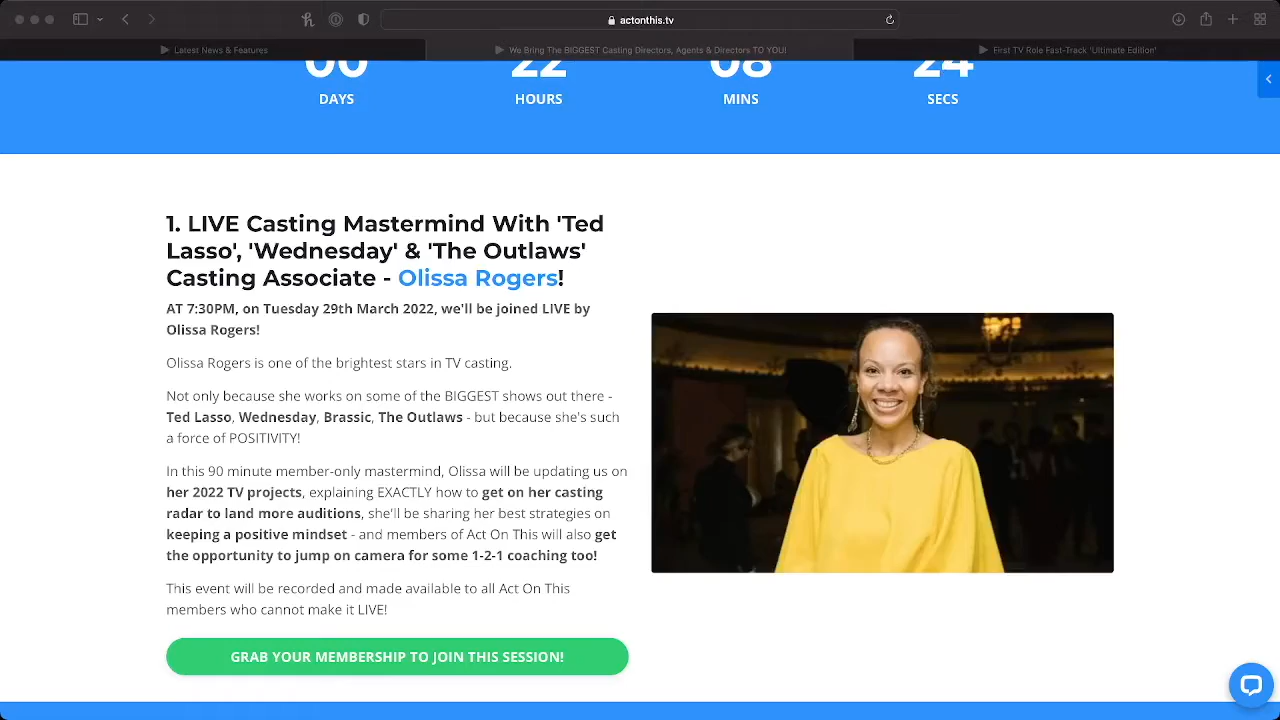 actonthis.tv
Latest News & Features
We Bring The BIGGEST Casting Directors, Agents & Directors TO YOU!
First TV Role Fast-Track 'Ultimate Edition'
00 22 08 24
DAYS HOURS MINS SECS
1. LIVE Casting Mastermind With 'Ted
Lasso', 'Wednesday' & 'The Outlaws'
Casting Associate - Olissa Rogers!
AT 7:30PM, on Tuesday 29th March 2022, we'll be joined LIVE by
Olissa Rogers!
Olissa Rogers is one of the brightest stars in TV casting.
Not only because she works on some of the BIGGEST shows out there -
Ted Lasso, Wednesday, Brassic, The Outlaws - but because she's such
a force of POSITIVITY!
In this 90 minute member-only mastermind, Olissa will be updating us on
her 2022 TV projects, explaining EXACTLY how to get on her casting
radar to land more auditions, she'll be sharing her best strategies on
keeping a positive mindset - and members of Act On This will also get
the opportunity to jump on camera for some 1-2-1 coaching too!
This event will be recorded and made available to all Act On This
members who cannot make it LIVE!
GRAB YOUR MEMBERSHIP TO JOIN THIS SESSION!